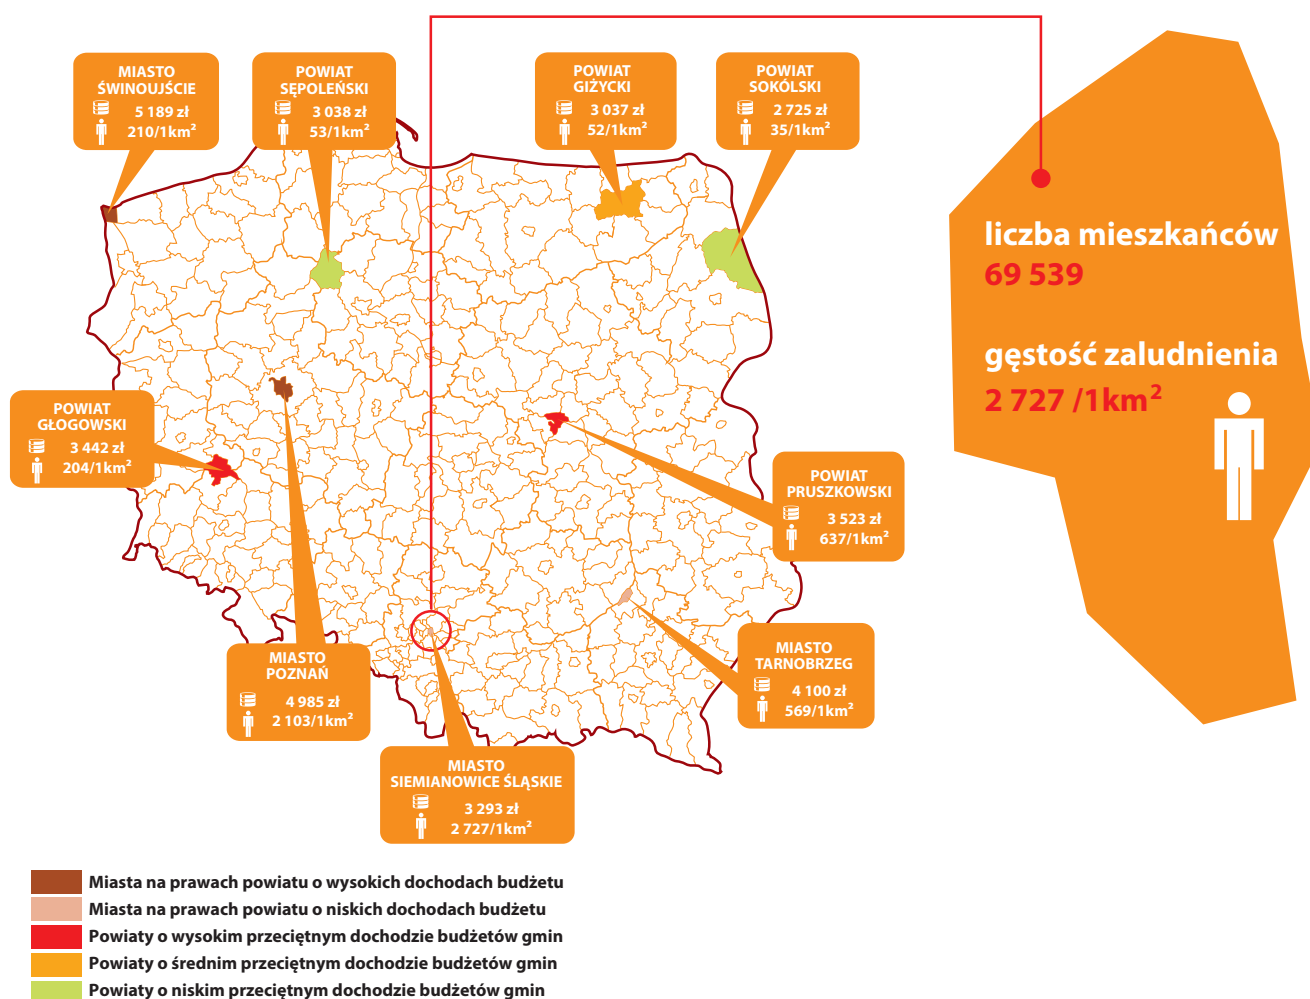 MIASTO
ŚWINOUJŚCIE
5 189 zł
210/1km²
POWIAT
SĘPOLEŃSKI
3 038 zł
53/1km²
POWIAT
GIŻYCKI
3 037 zł
52/1km²
POWIAT
SOKÓLSKI
2 725 zł
35/1km²
liczba mieszkańców
69 539
gęstość zaludnienia
2 727 /1km²
POWIAT
GŁOGOWSKI
3 442 zł
204/1km²
POWIAT
PRUSZKOWSKI
3 523 zł
637/1km²
MIASTO
POZNAŃ
4 985 zł
2 103/1km²
MIASTO
TARNOBRZEG
4 100 zł
569/1km²
MIASTO
SIEMIANOWICE ŚLĄSKIE
3 293 zł
2 727/1km²
Miasta na prawach powiatu o wysokich dochodach budżetu
Miasta na prawach powiatu o niskich dochodach budżetu
Powiaty o wysokim przeciętnym dochodzie budżetów gmin
Powiaty o średnim przeciętnym dochodzie budżetów gmin
Powiaty o niskim przeciętnym dochodzie budżetów gmin